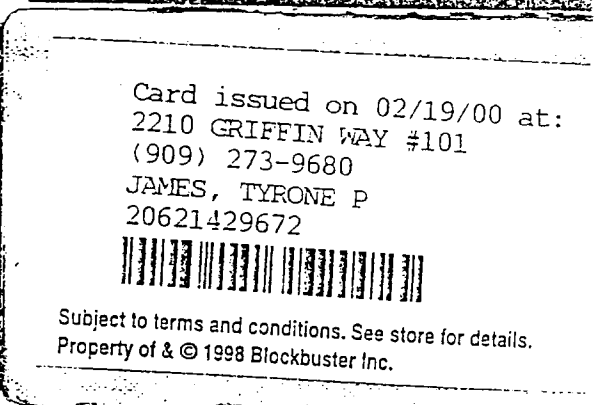 Card issued on 02/19/00 at:
2210 GRIFFIN WAY #101
(909) 273-9680
JAMES, TYRONE P
20621429672
Subject to terms and conditions. See store for details.
Property of & © 1998 Blockbuster Inc.